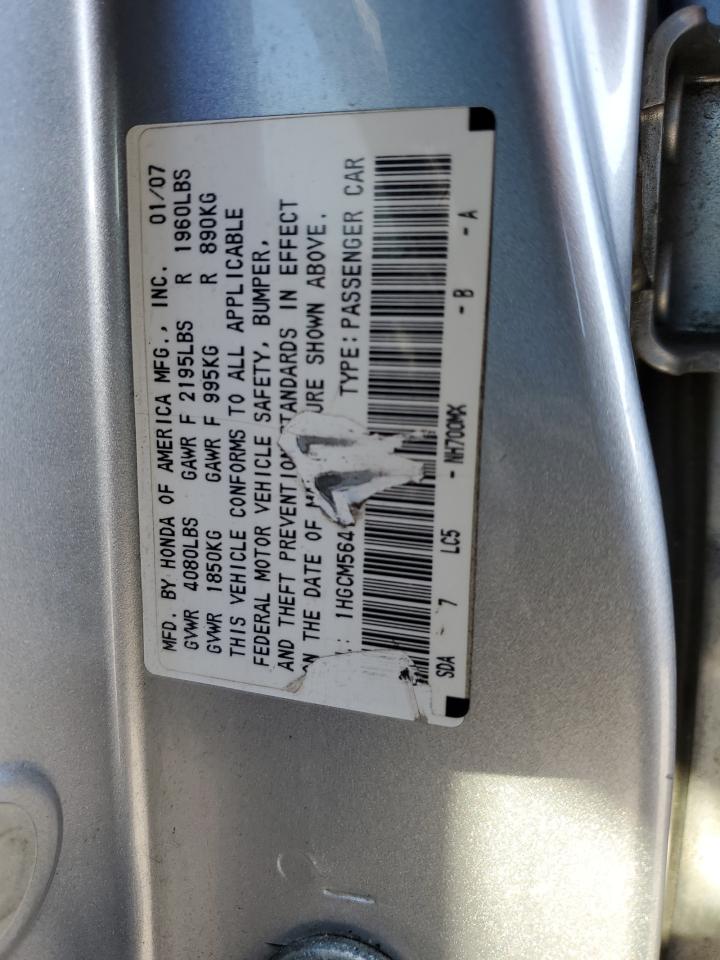 MFD. BY HONDA OF AMERICA MFG., INC. 01/07
GVWR 4080LBS GAWR F 2195LBS R 1960LBS
GVWR 1850KG GAWR F 995KG R 890KG
THIS VEHICLE CONFORMS TO ALL APPLICABLE
FEDERAL MOTOR VEHICLE SAFETY, BUMPER,
AND THEFT PREVENTION STANDARDS IN EFFECT
ON THE DATE OF URE SHOWN ABOVE.
1HGCM564 TYPE: PASSENGER CAR
SDA 7 LC5 - NH700MX - B - A